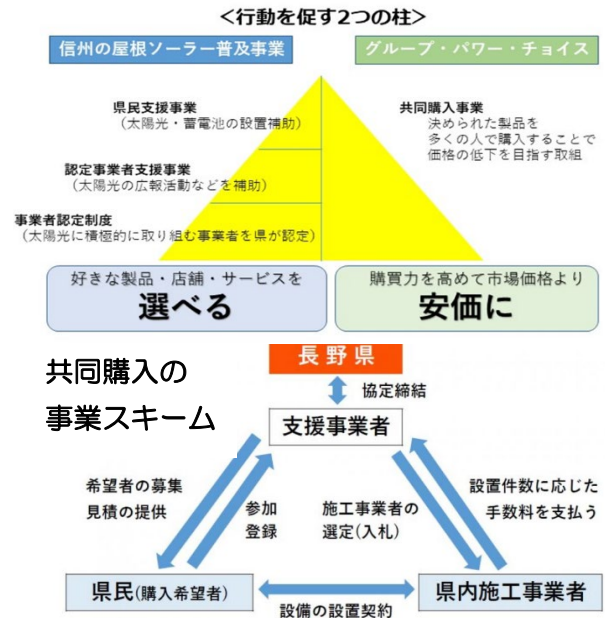 <行動を促す2つの柱>
信州の屋根ソーラー普及事業
グループ・パワー・チョイス
県民支援事業
(太陽光・蓄電池の設置補助)
認定事業者支援事業
(太陽光の広報活動などを補助)
事業者認定制度
(太陽光に積極的に取り組む事業者を県が認定)
共同購入事業
決められた製品を
多くの人で購入することで
価格の低下を目指す取組
好きな製品・店舗・サービスを
選べる
購買力を高めて市場価格より
安価に
共同購入の
事業スキーム
長野県
協定締結
支援事業者
希望者の募集
見積の提供
参加
登録
施工事業者の
選定(入札)
設置件数に応じた
手数料を支払う
県民(購入希望者)
設備の設置契約
県内施工事業者